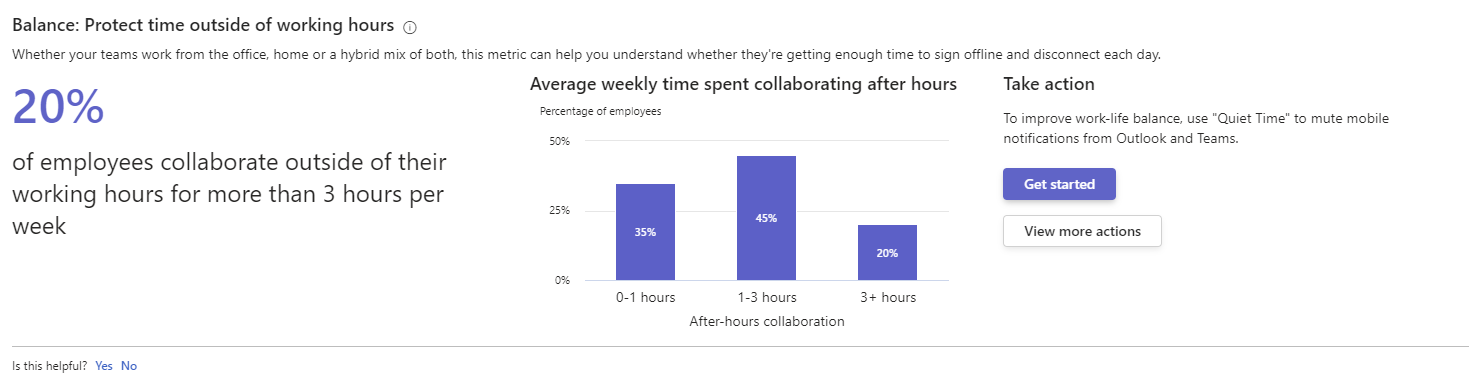 Balance: Protect time outside of working hours
Whether your teams work from the office, home or a hybrid mix of both, this metric can help you understand whether they're getting enough time to sign offline and disconnect each day.
20%
of employees collaborate outside of their
working hours for more than 3 hours per
week
Average weekly time spent collaborating after hours
Percentage of employees
50%
25%
0%
35%
45%
20%
0-1 hours
1-3 hours
3+ hours
After-hours collaboration
Take action
To improve work-life balance, use "Quiet Time" to mute mobile
notifications from Outlook and Teams.
Get started
View more actions
Is this helpful? Yes No